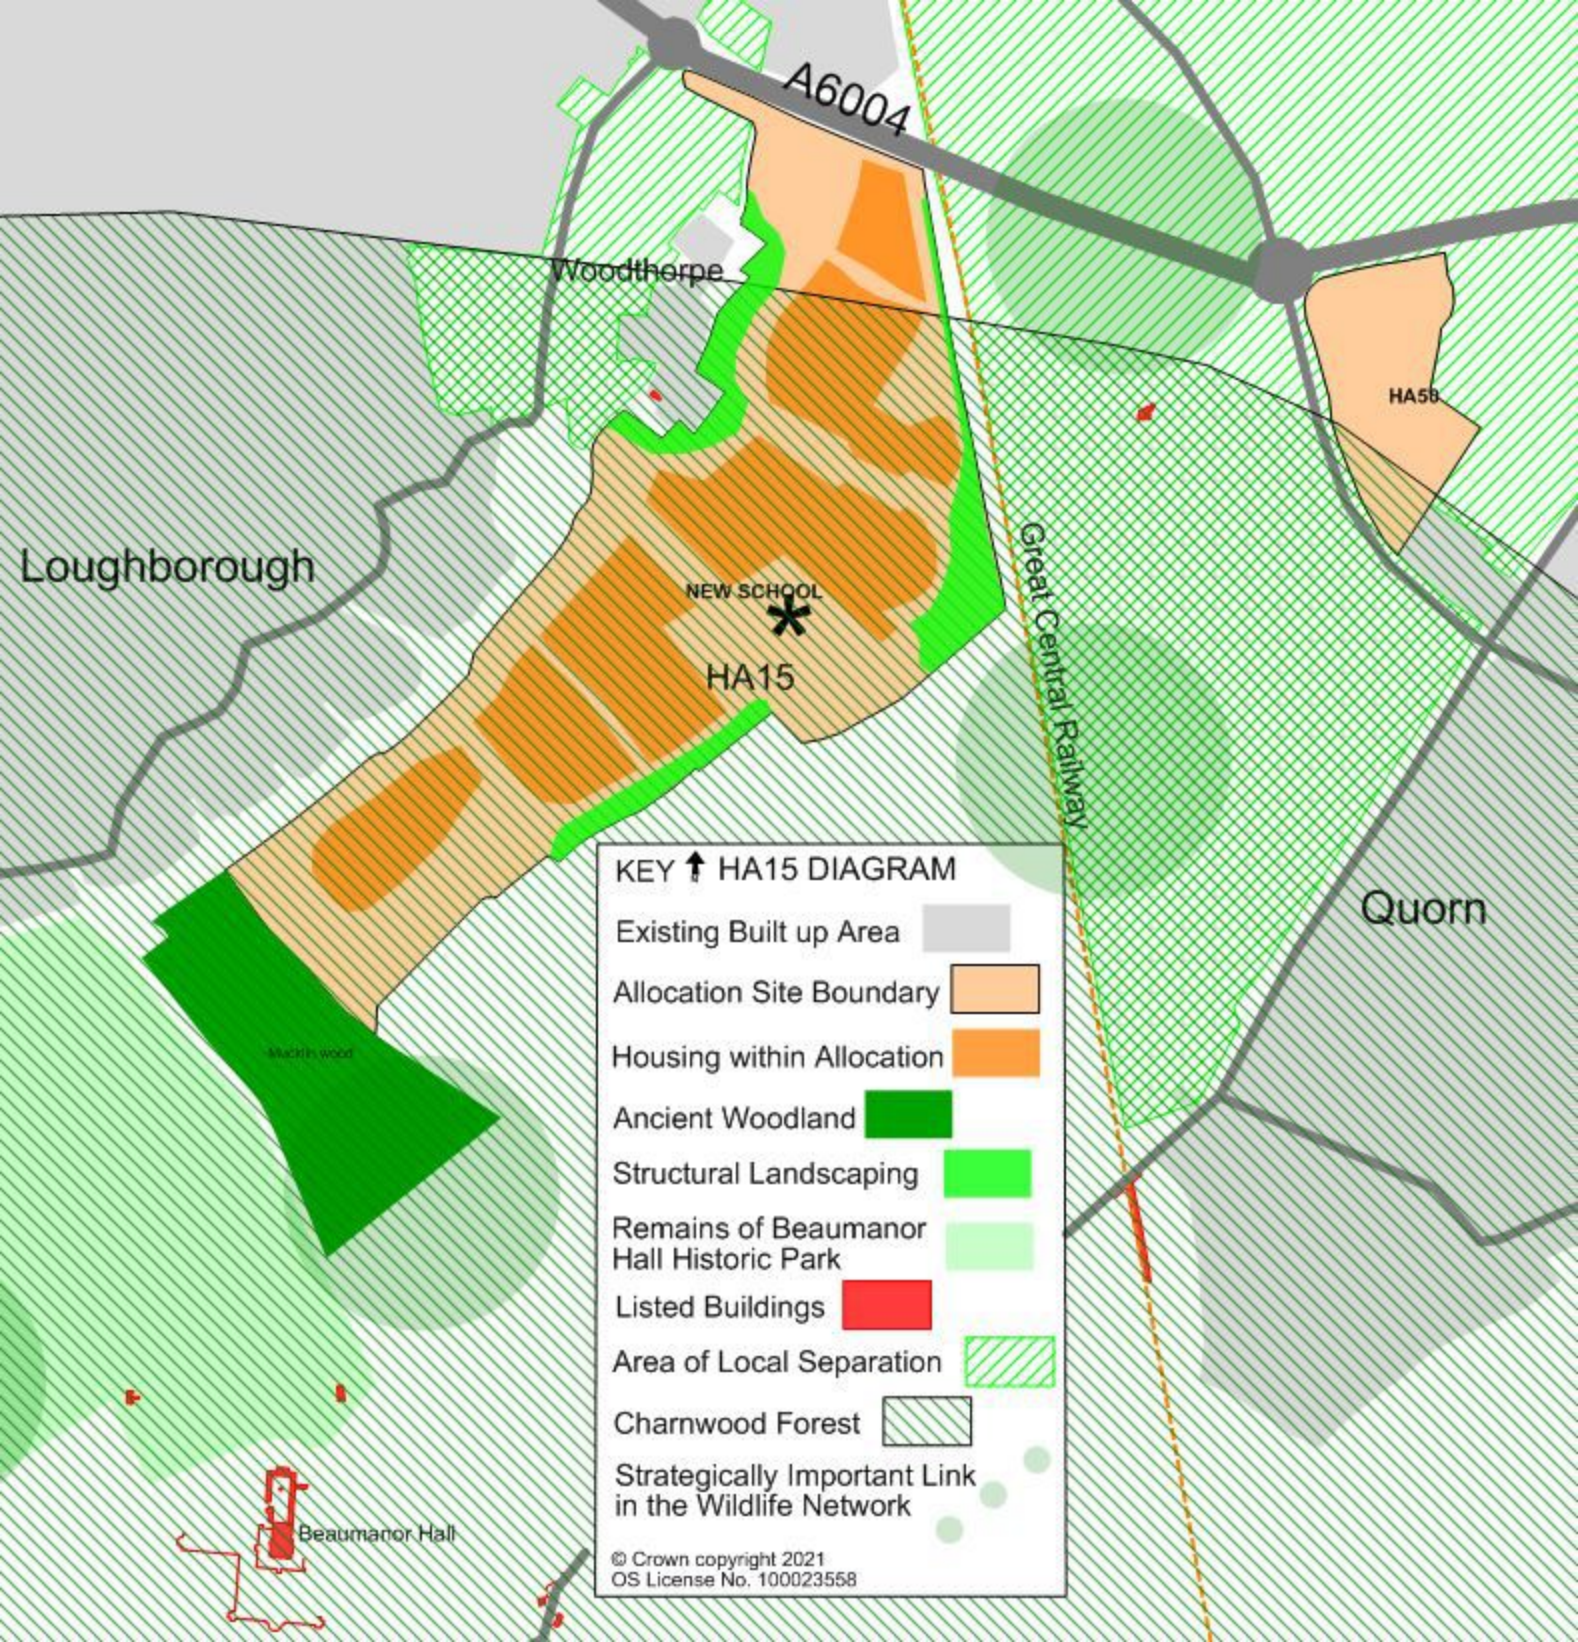 A6004
Woodthorpe
HA50
Loughborough
Great Central Railway
NEW SCHOOL
*
HA15
Quorn
Mucklin wood
Beaumanor Hall
KEY ↑ HA15 DIAGRAM
Existing Built up Area
Allocation Site Boundary
Housing within Allocation
Ancient Woodland
Structural Landscaping
Remains of Beaumanor
Hall Historic Park
Listed Buildings
Area of Local Separation
Charnwood Forest
Strategically Important Link
in the Wildlife Network
© Crown copyright 2021
OS License No. 100023558